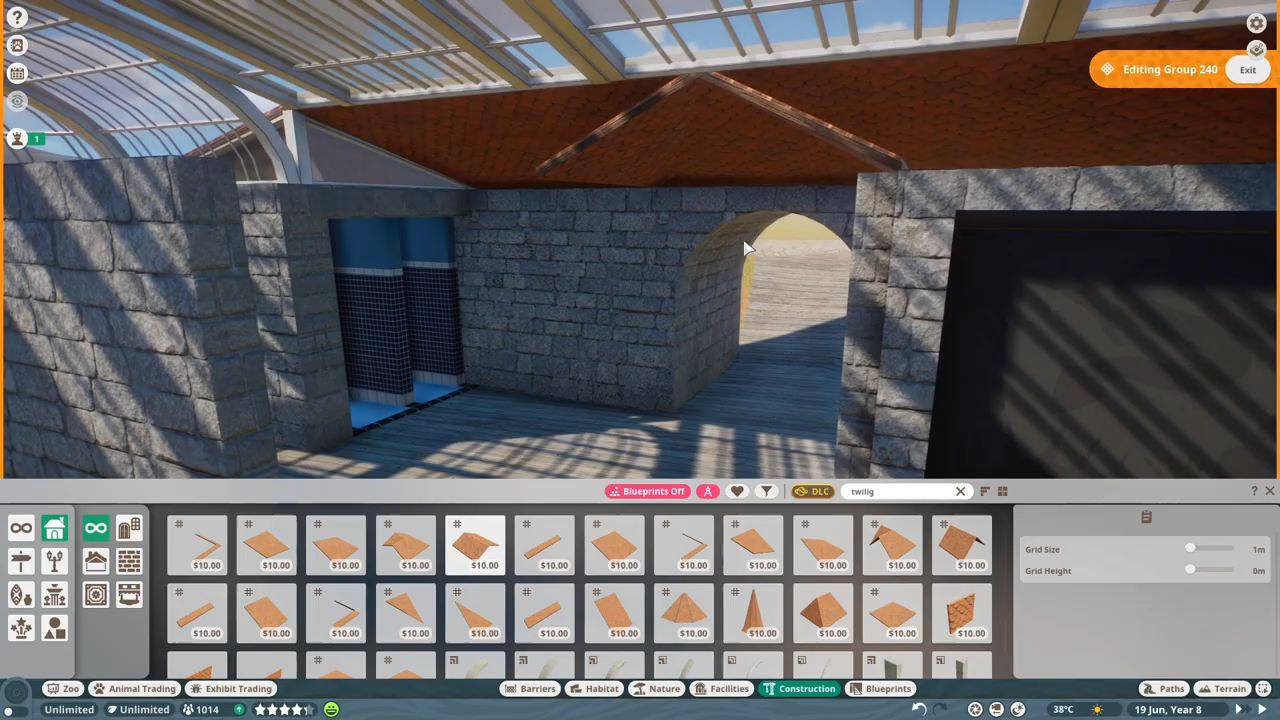 ?
Editing Group 240
Exit
1
Blueprints Off
DLC
twilig
?
$10.00 $10.00 $10.00 $10.00 $10.00 $10.00 $10.00 $10.00 $10.00 $10.00 $10.00 $10.00
Grid Size 1m
Grid Height 0m
$10.00 $10.00 $10.00 $10.00 $10.00 $10.00 $10.00 $10.00 $10.00 $10.00 $10.00 $10.00
Zoo Animal Trading Exhibit Trading Barriers Habitat Nature Facilities Construction Blueprints Paths Terrain
Unlimited Unlimited 1014 38°C 19 Jun, Year 8